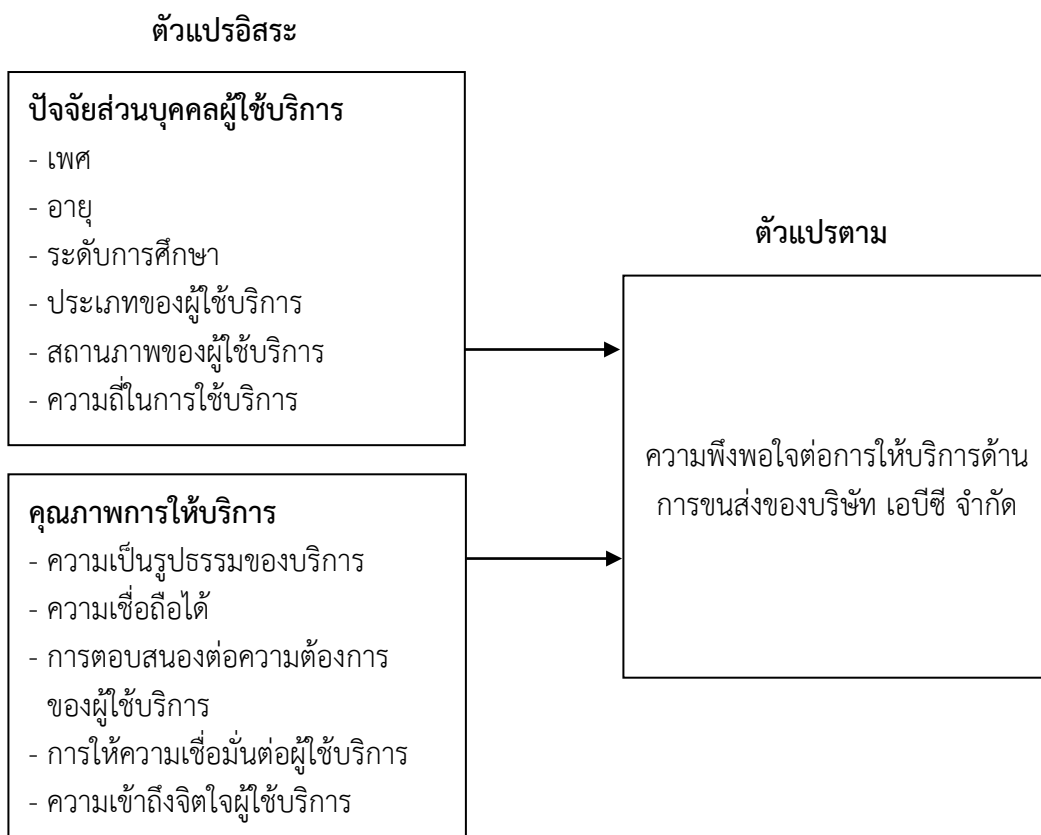 ตัวแปรอิสระ
ปัจจัยส่วนบุคคลผู้ใช้บริการ
- เพศ
- อายุ
- ระดับการศึกษา
- ประเภทของผู้ใช้บริการ
- สถานภาพของผู้ใช้บริการ
- ความถี่ในการใช้บริการ
คุณภาพการให้บริการ
- ความเป็นรูปธรรมของบริการ
- ความเชื่อถือได้
- การตอบสนองต่อความต้องการ
ของผู้ใช้บริการ
- การให้ความเชื่อมั่นต่อผู้ใช้บริการ
- ความเข้าถึงจิตใจผู้ใช้บริการ
ตัวแปรตาม
ความพึงพอใจต่อการให้บริการด้าน
การขนส่งของบริษัท เอบีซี จำกัด